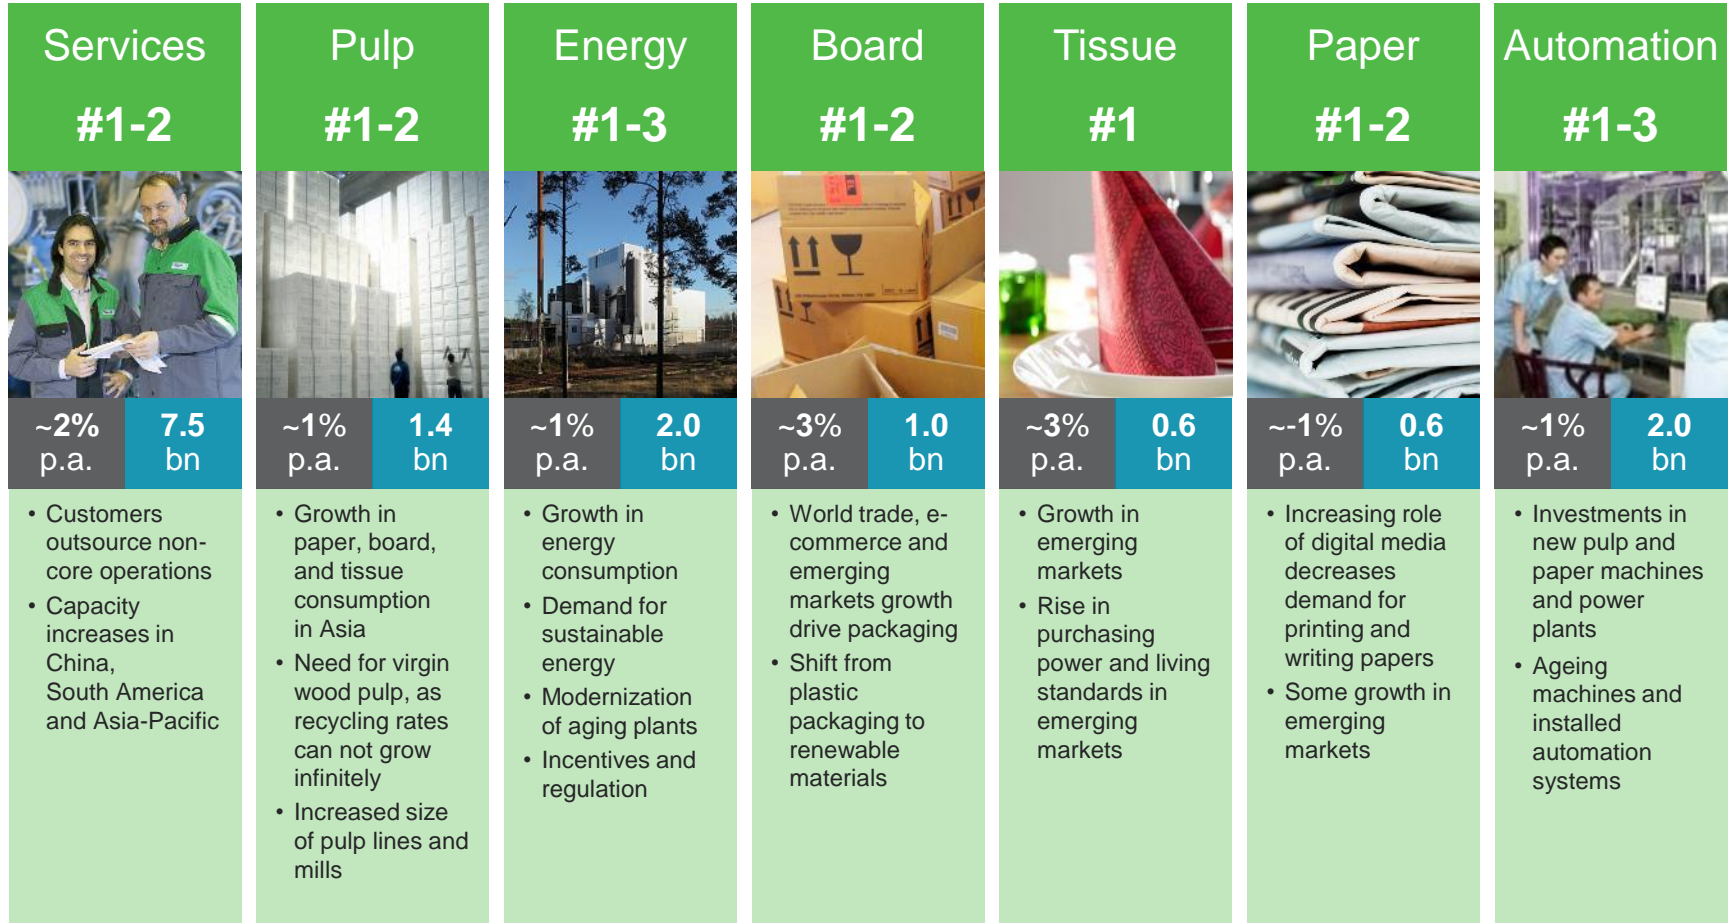 Services
#1-2
~2%
p.a.
7.5
bn
• Customers
outsource non-
core operations
• Capacity
increases in
China,
South America
and Asia-Pacific
Pulp
#1-2
~1%
p.a.
1.4
bn
• Growth in
paper, board,
and tissue
consumption
in Asia
• Need for virgin
wood pulp, as
recycling rates
can not grow
infinitely
• Increased size
of pulp lines and
mills
Energy
#1-3
~1%
p.a.
2.0
bn
• Growth in
energy
consumption
• Demand for
sustainable
energy
• Modernization
of aging plants
• Incentives and
regulation
Board
#1-2
~3%
p.a.
1.0
bn
• World trade, e-
commerce and
emerging
markets growth
drive packaging
• Shift from
plastic
packaging to
renewable
materials
Tissue
#1
~3%
p.a.
0.6
bn
• Growth in
emerging
markets
• Rise in
purchasing
power and living
standards in
emerging
markets
Paper
#1-2
~-1%
p.a.
0.6
bn
• Increasing role
of digital media
decreases
demand for
printing and
writing papers
• Some growth in
emerging
markets
Automation
#1-3
~1%
p.a.
2.0
bn
• Investments in
new pulp and
paper machines
and power
plants
• Ageing
machines and
installed
automation
systems